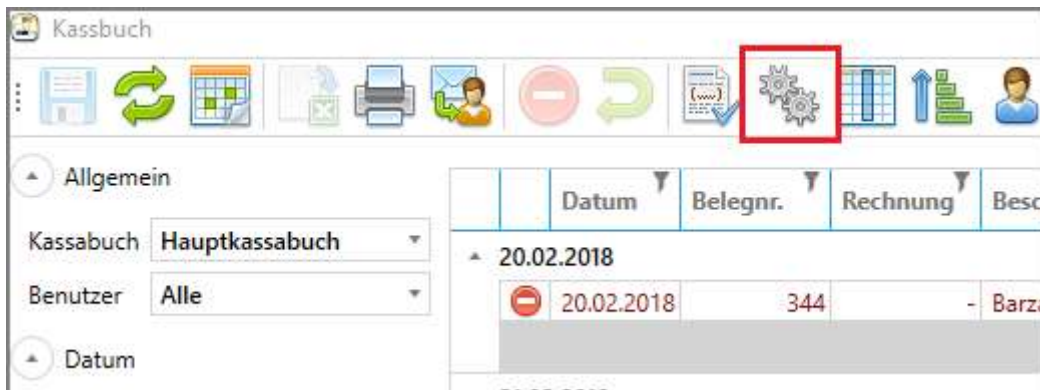 Kassbuch
Allgemein
Kassabuch Hauptkassabuch
Benutzer Alle
Datum
Datum Belegnr. Rechnung
20.02.2018
20.02.2018 344 -